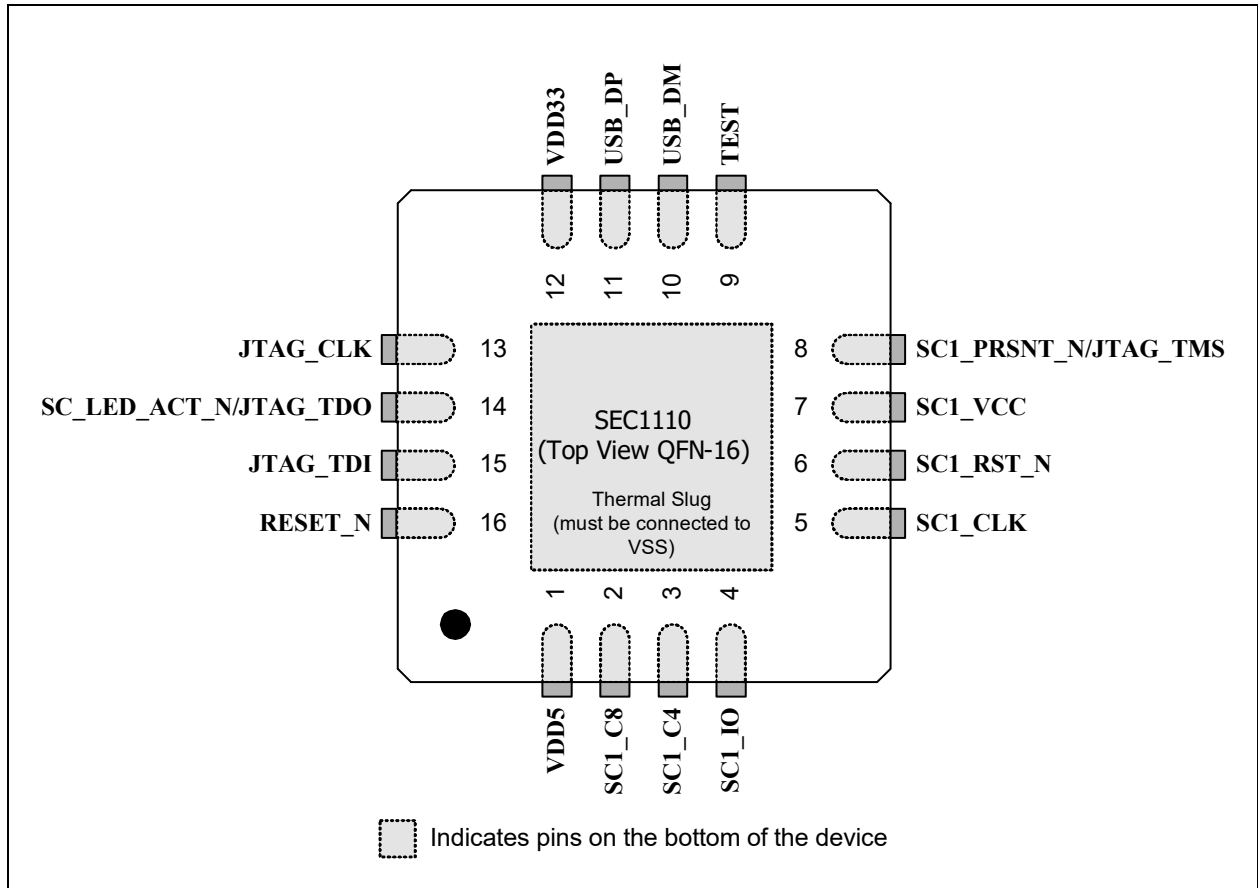 VDD33
USB_DP
USB_DM
TEST
12
11
10
9
JTAG_CLK
13
8
SC1_PRSNT_N/JTAG_TMS
SC_LED_ACT_N/JTAG_TDO
14
7
SC1_VCC
SEC1110
(Top View QFN-16)
JTAG_TDI
15
6
SC1_RST_N
RESET_N
16
5
SC1_CLK
Thermal Slug
(must be connected to
VSS)
1
2
3
4
VDD5
SC1_C8
SC1_C4
SC1_IO
Indicates pins on the bottom of the device